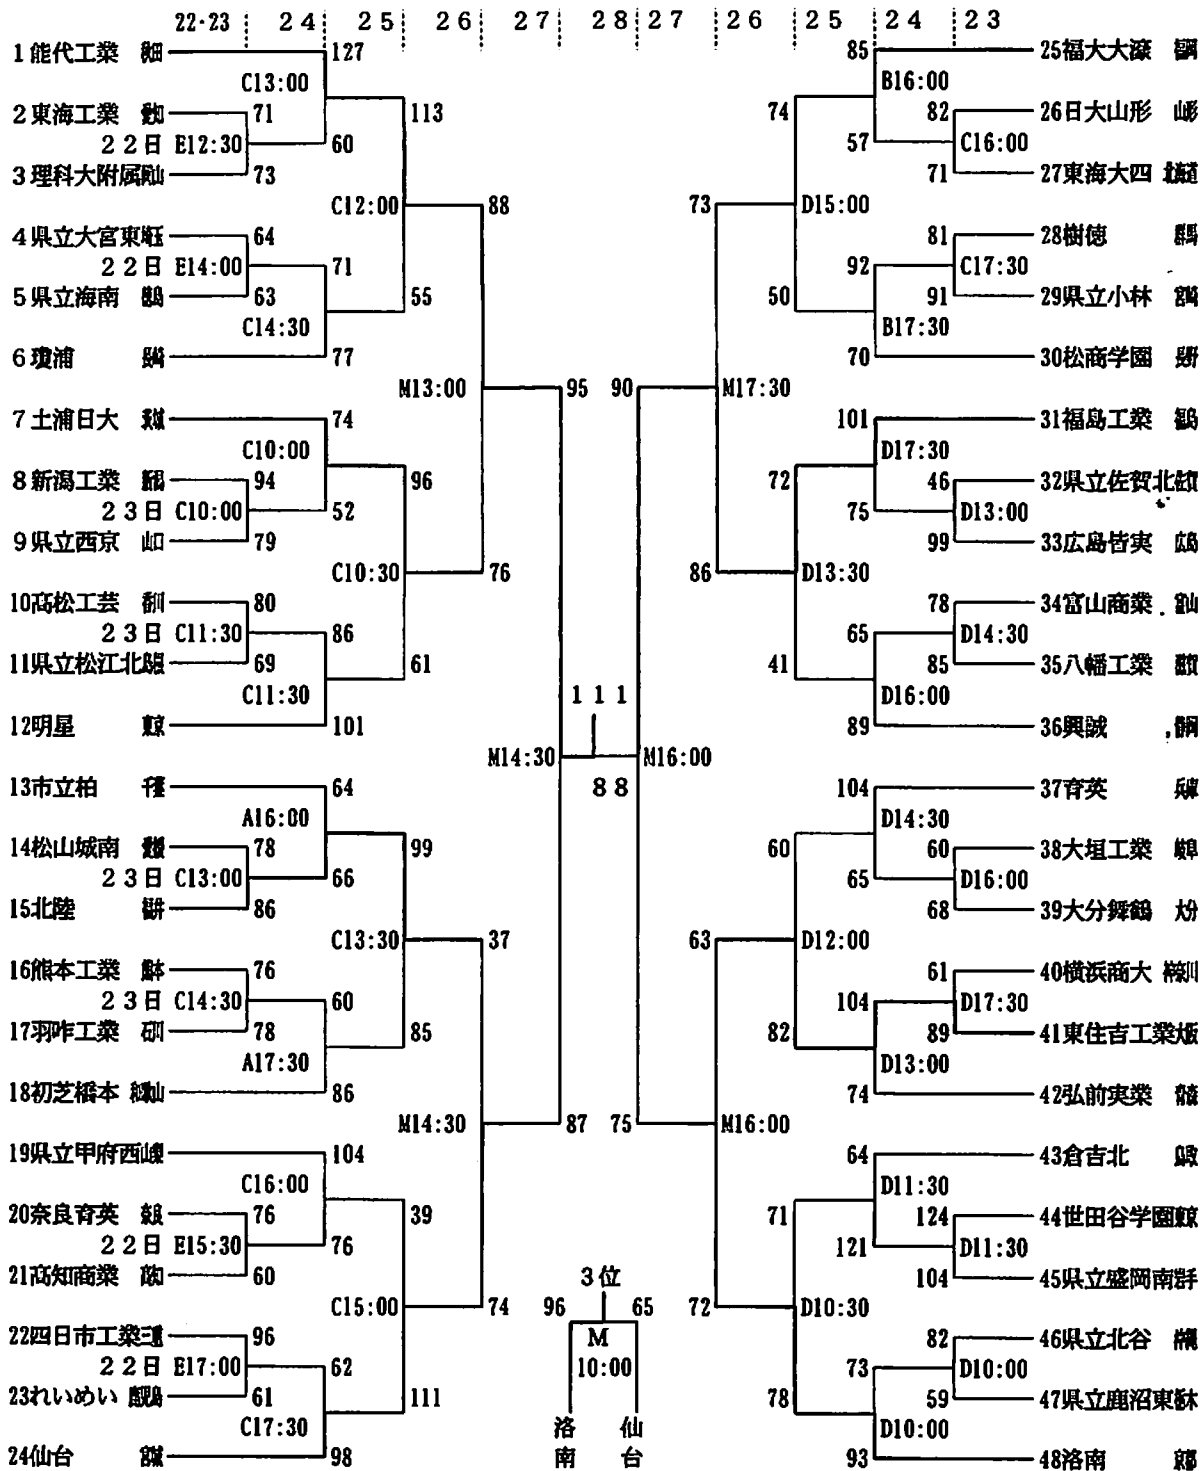 22・23 24 25 26 27 28 27 26 25 24 23
1能代工業 127
C13:00
2東海工業 71
22日 E12:30 60 113
3理科大附属 73
C12:00 88
4県立大宮東 64
22日 E14:00 71
5県立海南 63 55
C14:30
6瓊浦 77
M13:00 95
7土浦日大 74
C10:00
8新潟工業 94 96
23日 C10:00 52
9県立西京 79
C10:30 76
10高松工芸 80
23日 C11:30 86
11県立松江北 69 61
C11:30
12明星 101
M14:30
13市立柏 64
A16:00
14松山城南 78 99
23日 C13:00 66
15北陸 86
C13:30 37
16熊本工業 76
23日 C14:30 60
17羽咋工業 78 85
A17:30
18初芝橋本 86
M14:30 87
19県立甲府西 104
C16:00
20奈良育英 76 39
22日 E15:30 76
21高知商業 60
C15:00 74
22四日市工業 96
22日 E17:00 62
23れいめい 61 111
C17:30
24仙台 98
111
88
3位
96 65
M
10:00
洛南
仙台
85 25福大大濠
B16:00
74 82 26日大山形
57 C16:00
71 27東海大四
73 D15:00
81 28樹徳
92 C17:30
50 91 29県立小林
B17:30
70 30松商学園
90 M17:30
101 31福島工業
D17:30
72 46 32県立佐賀北
75 D13:00
99 33広島皆実
86 D13:30
78 34富山商業
65 D14:30
41 85 35八幡工業
D16:00
89 36興誠
M16:00
104 37育英
D14:30
60 60 38大垣工業
65 D16:00
68 39大分舞鶴
63 D12:00
61 40横浜商大
104 D17:30
82 89 41東住吉工業
D13:00
74 42弘前実業
75 M16:00
64 43倉吉北
D11:30
71 124 44世田谷学園
121 D11:30
104 45県立盛岡南
72 D10:30
82 46県立北谷
73 D10:00
78 59 47県立鹿沼東
D10:00
93 48洛南